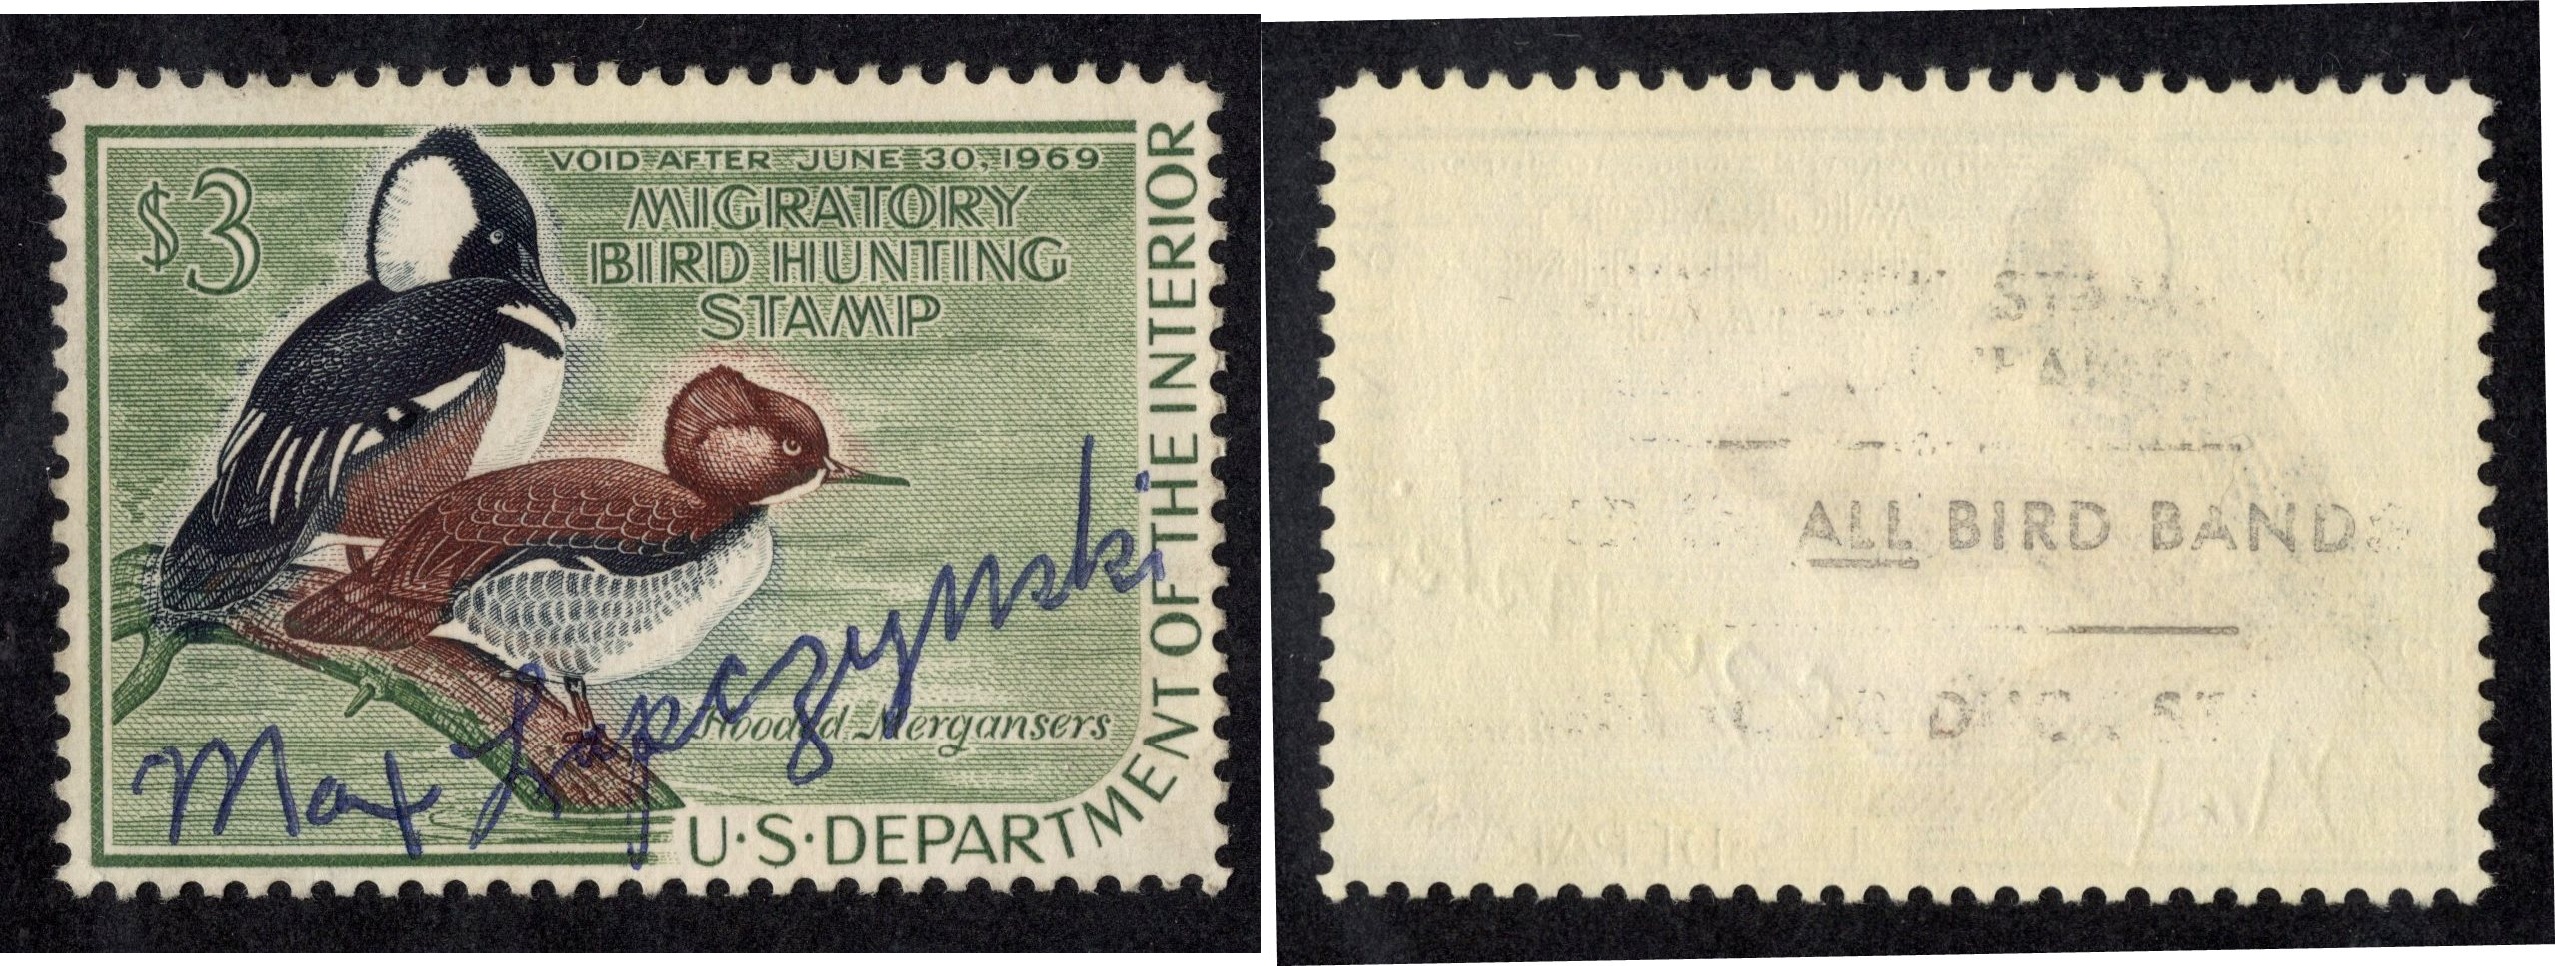 VOID AFTER JUNE 30, 1969
$3
MIGRATORY
BIRD HUNTING
STAMP
U·S·DEPARTMENT OF THE INTERIOR
Hooded Mergansers
Max Lapczynski
ALL BIRD BANDS